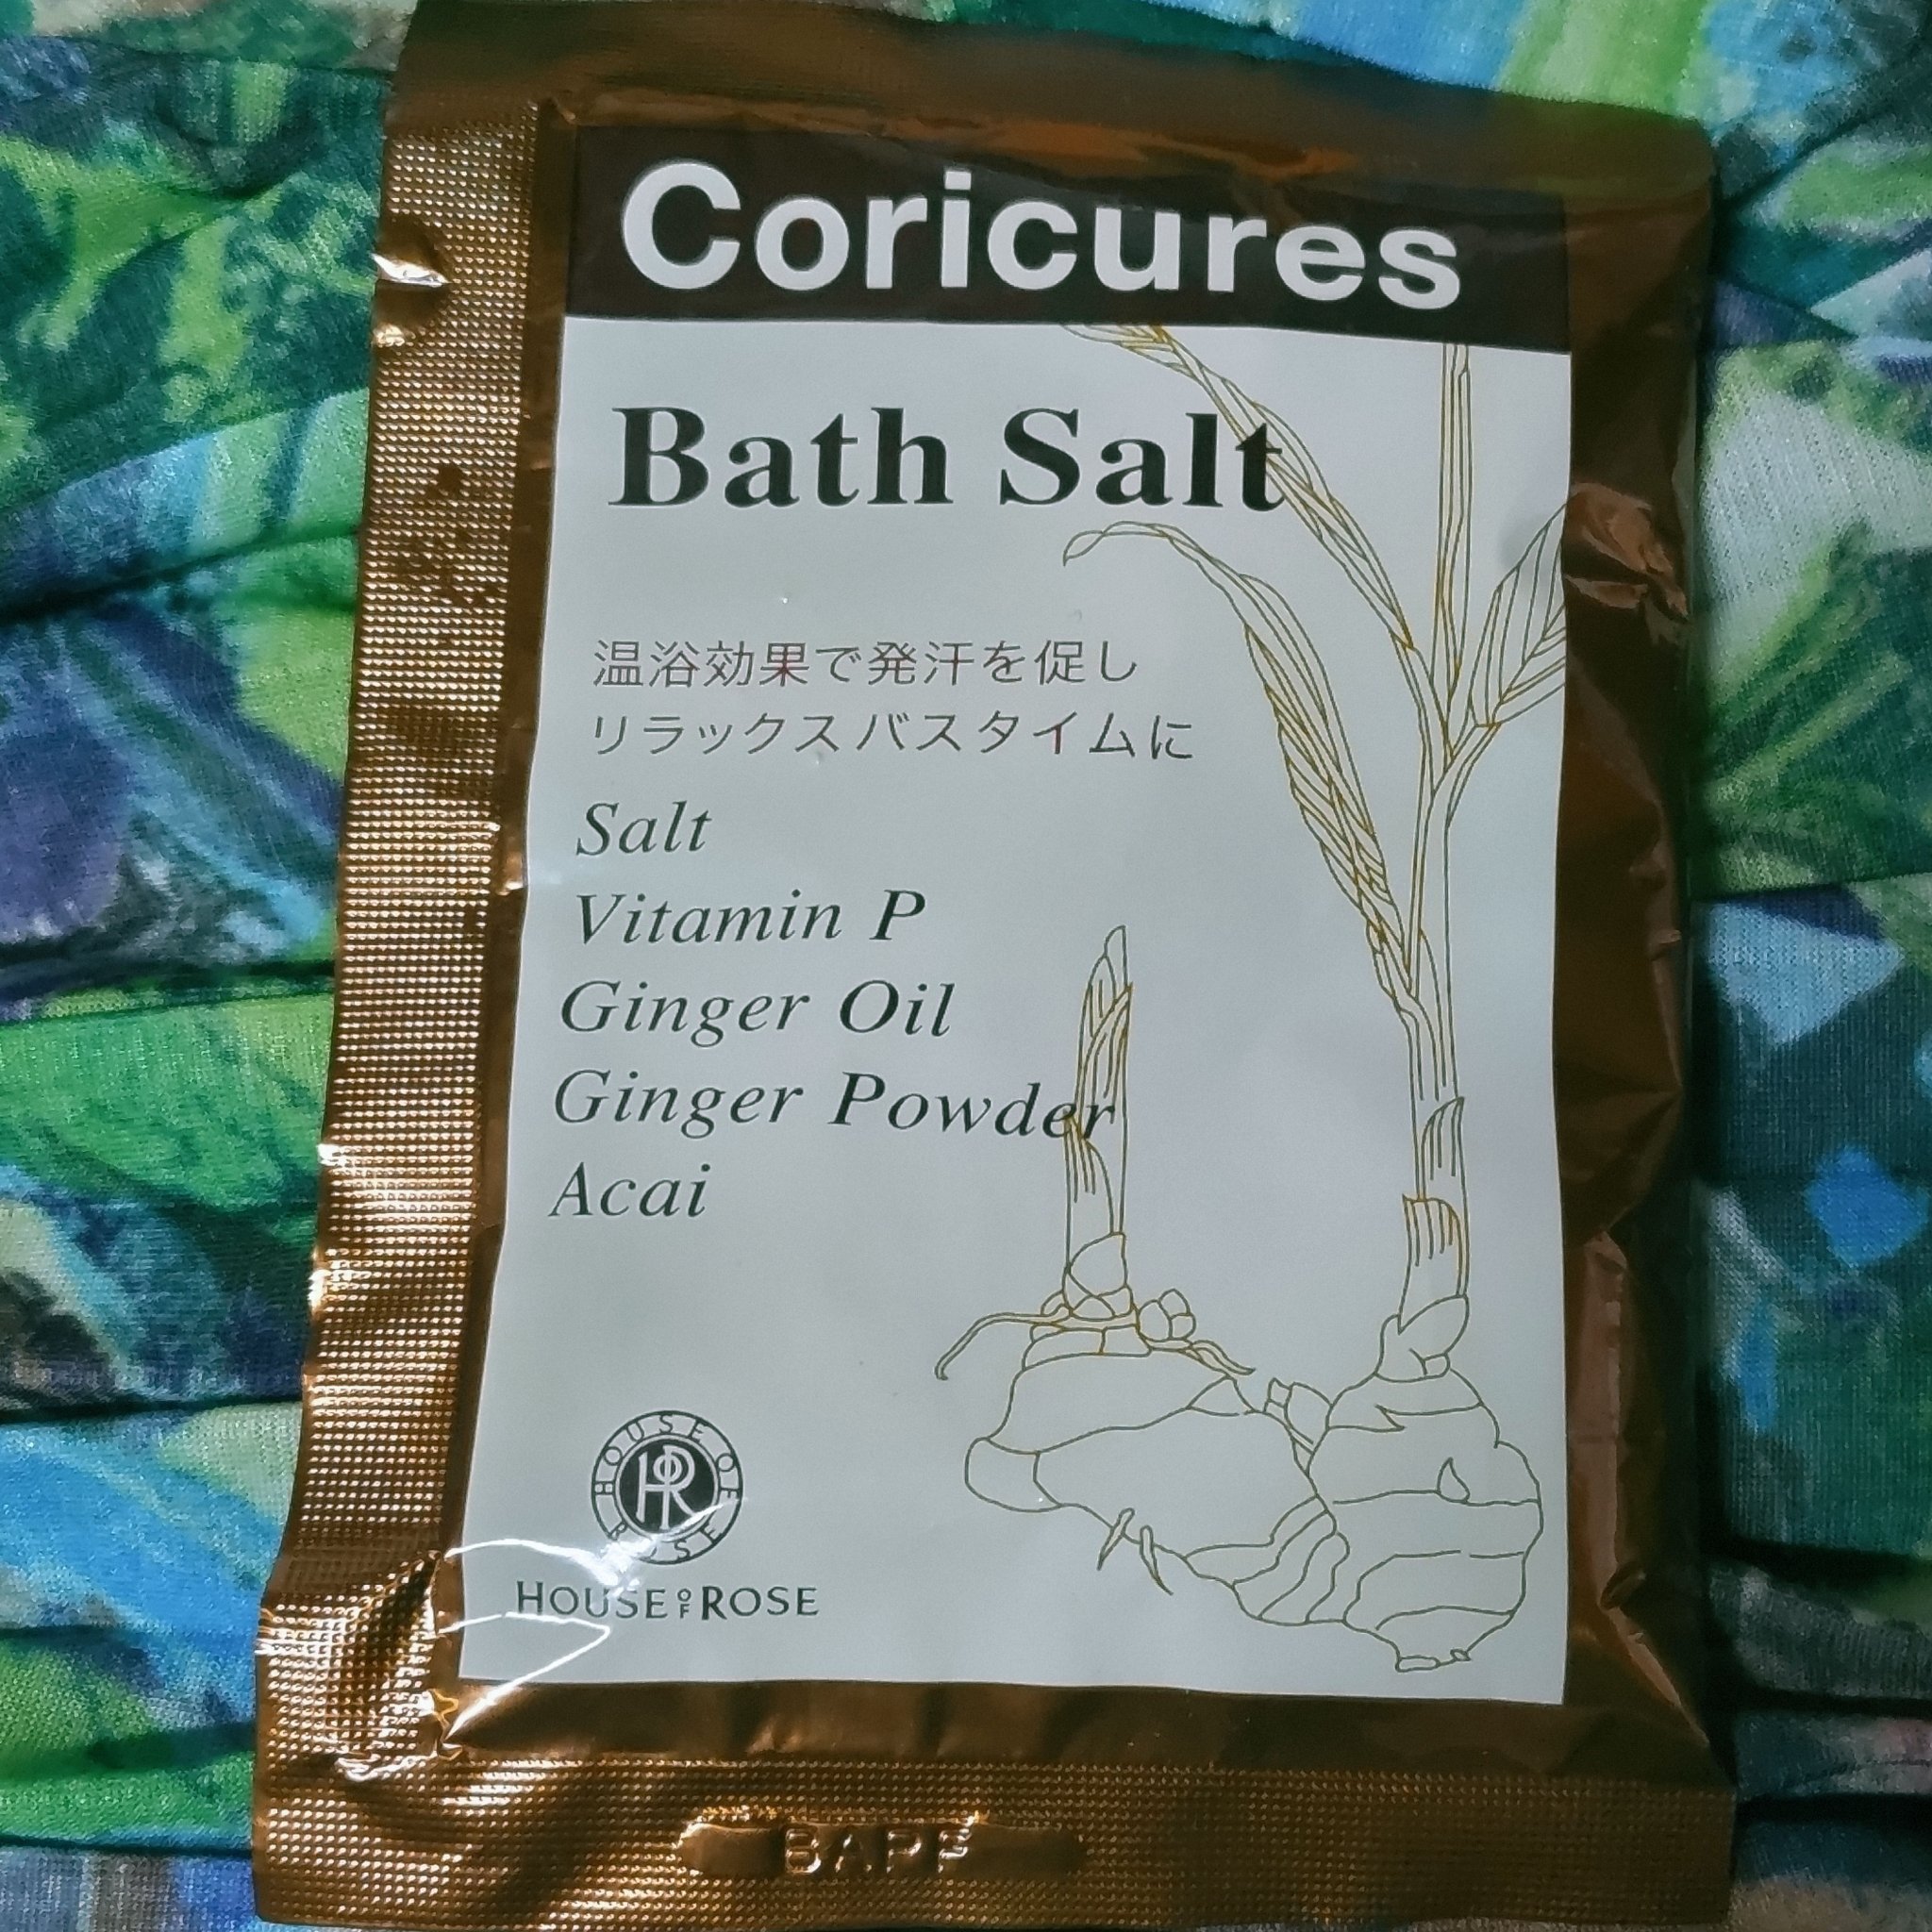 Coricures
Bath Salt
温浴効果で発汗を促し
リラックスバスタイムに
Salt
Vitamin P
Ginger Oil
Ginger Powder
Acai
HOUSE OF ROSE
HR
HOUSE OF ROSE